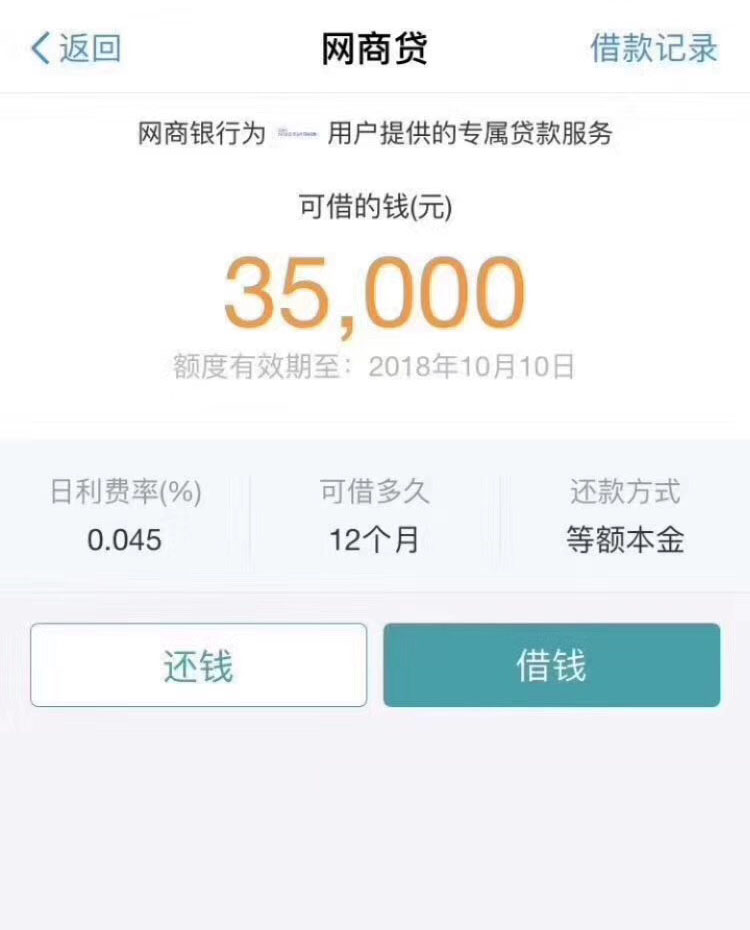 返回 网商贷 借款记录
网商银行为 用户提供的专属贷款服务
可借的钱(元)
35,000
额度有效期至：2018年10月10日
日利费率(%) 可借多久 还款方式
0.045 12个月 等额本金
还钱 借钱